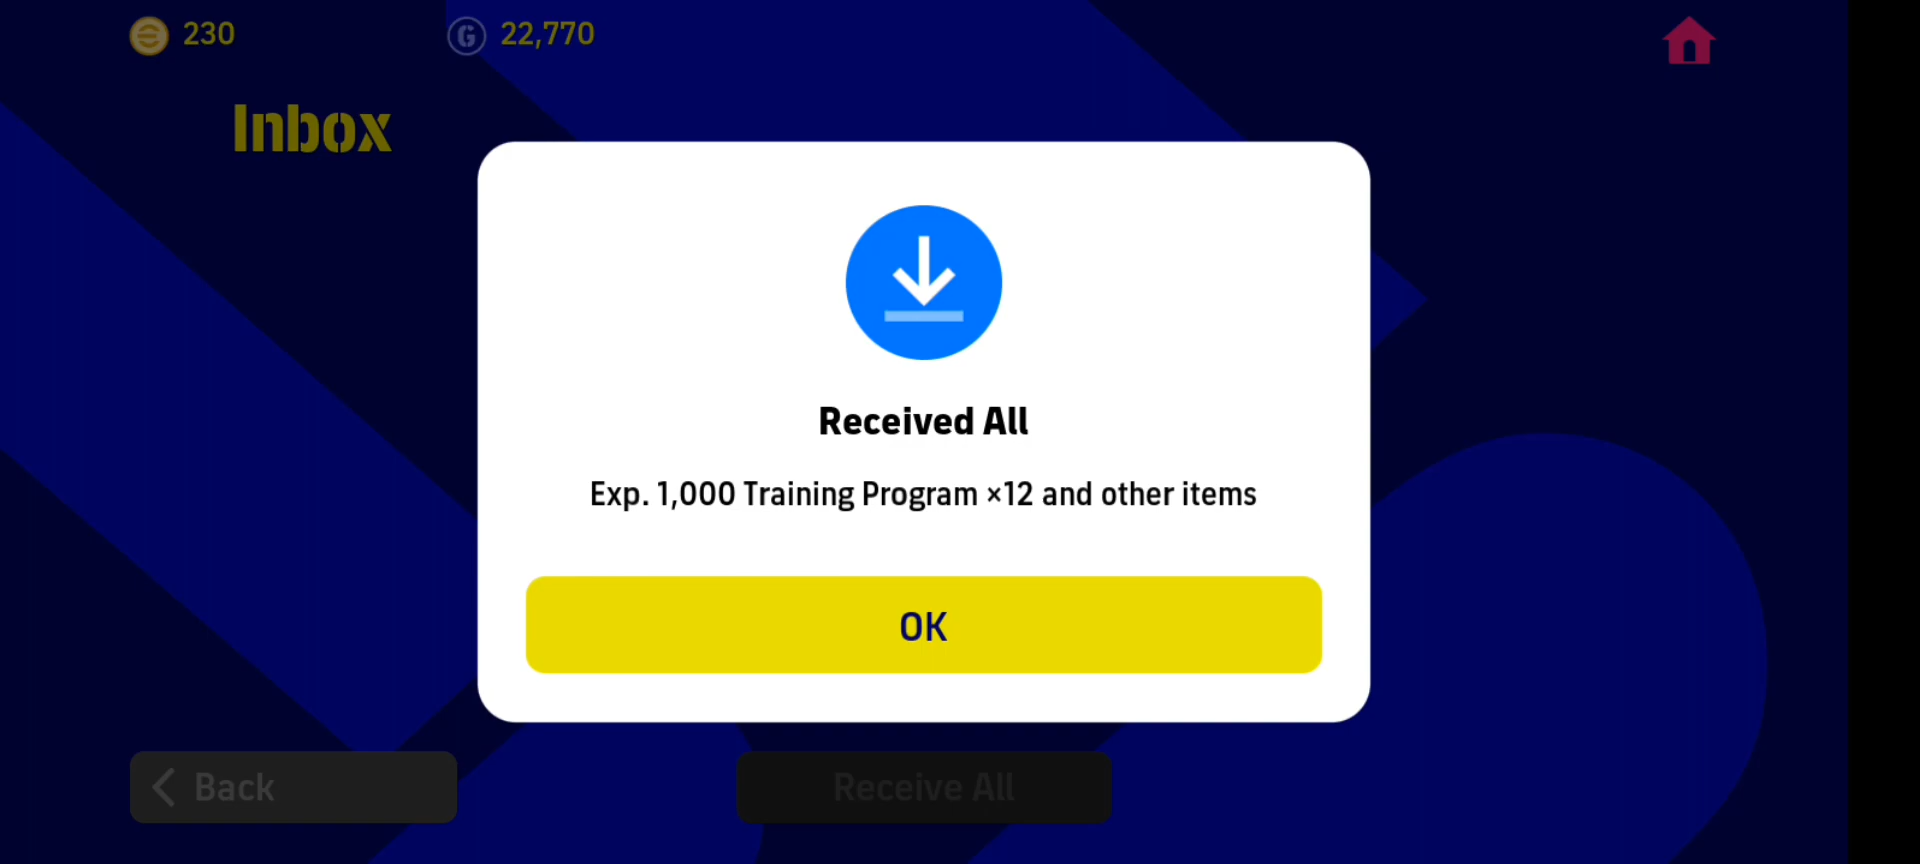 230
G 22,770
Inbox
Received All
Exp. 1,000 Training Program ×12 and other items
OK
Back
Receive All